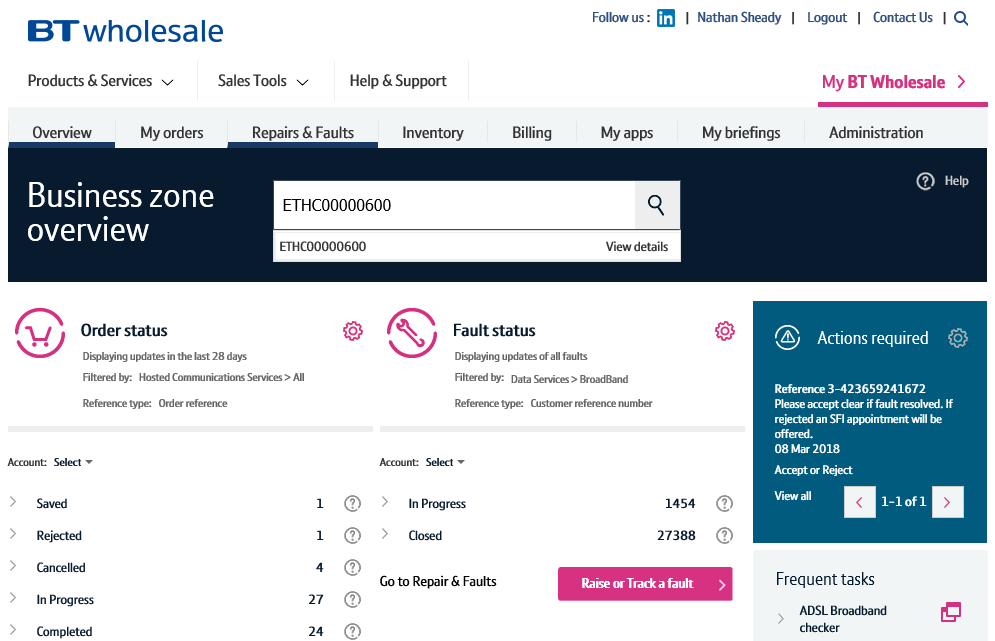 BT wholesale
Follow us : in | Nathan Sheady | Logout | Contact Us |
Products & Services
Sales Tools
Help & Support
My BT Wholesale
Overview
My orders
Repairs & Faults
Inventory
Billing
My apps
My briefings
Administration
Business zone
overview
ETHC00000600
ETHC00000600 View details
? Help
Order status
Displaying updates in the last 28 days
Filtered by: Hosted Communications Services > All
Reference type: Order reference
Account: Select
Saved 1 ?
Rejected 1 ?
Cancelled 4 ?
In Progress 27 ?
Completed 24 ?
Fault status
Displaying updates of all faults
Filtered by: Data Services > BroadBand
Reference type: Customer reference number
Account: Select
In Progress 1454 ?
Closed 27388 ?
Go to Repair & Faults
Raise or Track a fault
Actions required
Reference 3-423659241672
Please accept clear if fault resolved. If
rejected an SFI appointment will be
offered.
08 Mar 2018
Accept or Reject
View all
1-1 of 1
Frequent tasks
ADSL Broadband
checker